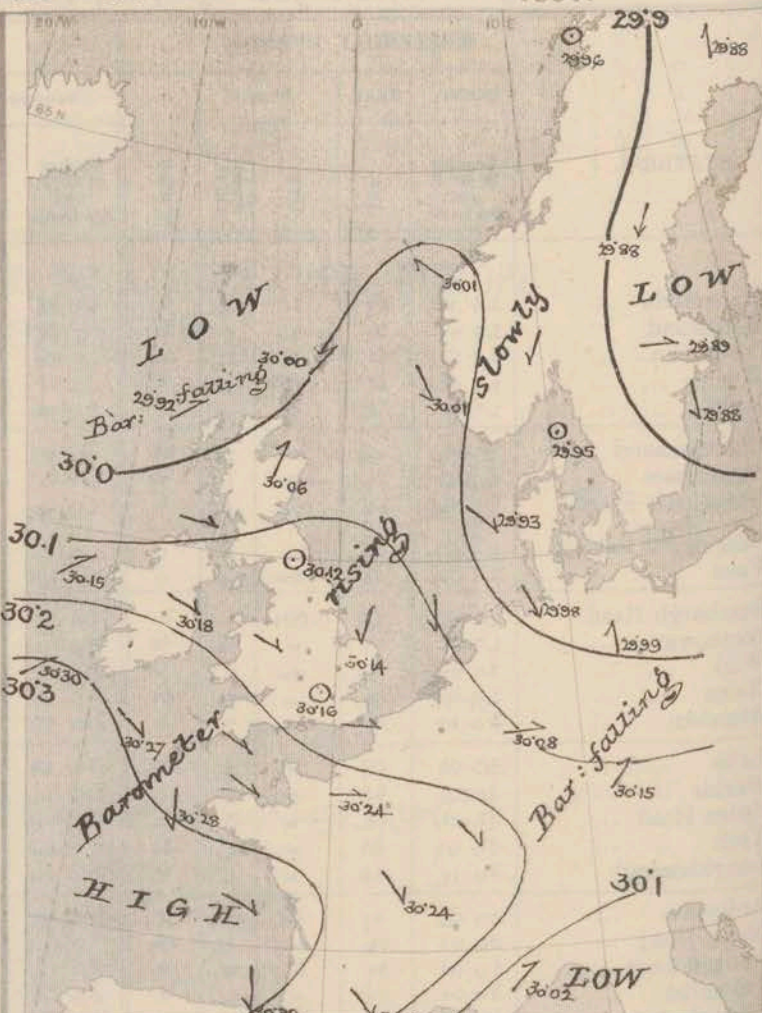 20°W
10°W
0
10°E
29.9
29.96
29.88
65 N
29.88
LOW
30.01
LOW
slowly
30.00
29.89
29.92 falling
Bar:
30.01
29.88
29.95
30.0
30.06
29.93
30.1
rising
30.12
30.15
30.2
30.18
29.98
29.99
30.14
30.30
30.3
30.16
30.27
30.08
Bar: falling
Barometer
30.15
30.24
30.28
HIGH
30.24
30.1
LOW
30.02